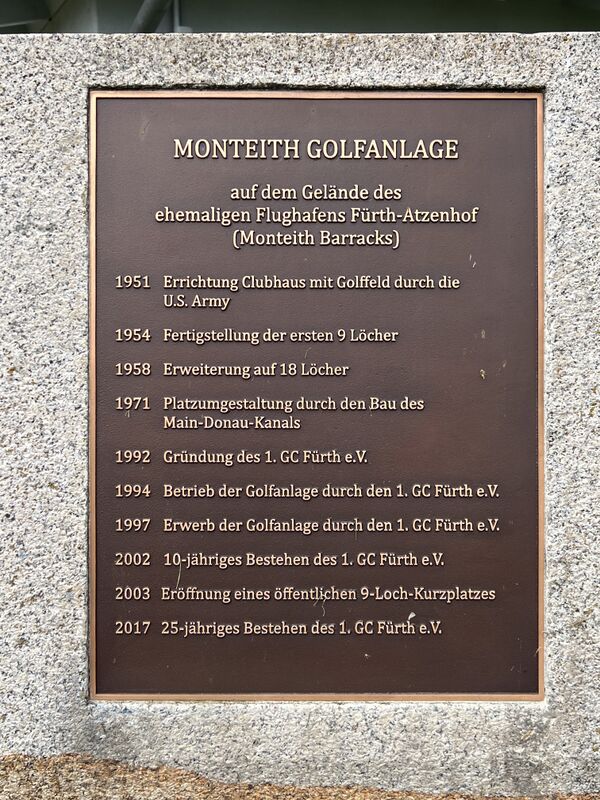 MONTEITH GOLFANLAGE
auf dem Gelände des
ehemaligen Flughafens Fürth-Atzenhof
(Monteith Barracks)
1951 Errichtung Clubhaus mit Golffeld durch die
U.S. Army
1954 Fertigstellung der ersten 9 Löcher
1958 Erweiterung auf 18 Löcher
1971 Platzumgestaltung durch den Bau des
Main-Donau-Kanals
1992 Gründung des 1. GC Fürth e.V.
1994 Betrieb der Golfanlage durch den 1. GC Fürth e.V.
1997 Erwerb der Golfanlage durch den 1. GC Fürth e.V.
2002 10-jähriges Bestehen des 1. GC Fürth e.V.
2003 Eröffnung eines öffentlichen 9-Loch-Kurzplatzes
2017 25-jähriges Bestehen des 1. GC Fürth e.V.